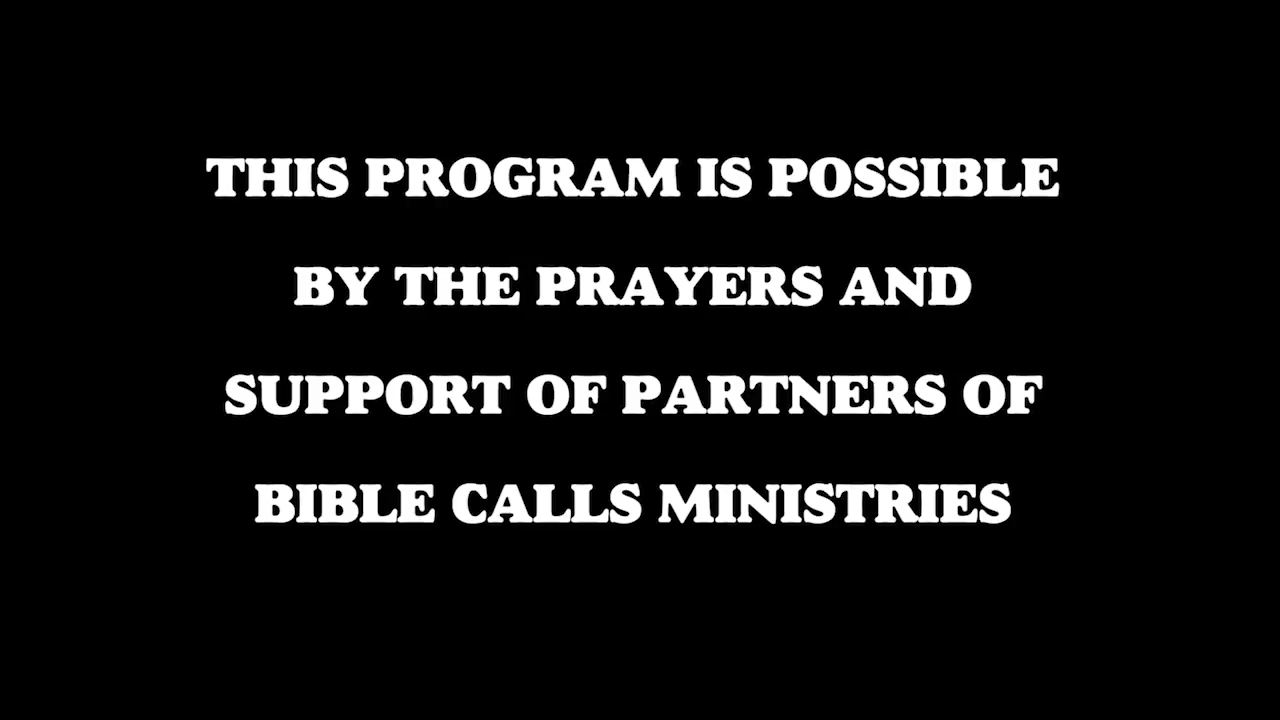 THIS PROGRAM IS POSSIBLE
BY THE PRAYERS AND
SUPPORT OF PARTNERS OF
BIBLE CALLS MINISTRIES